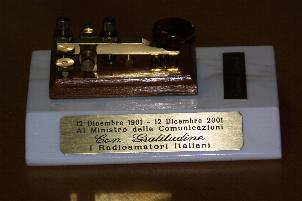 12 Dicembre 1901 - 12 Dicembre 2001
Al Ministro delle Comunicazioni
Con Gratitudine
I Radioamatori Italiani